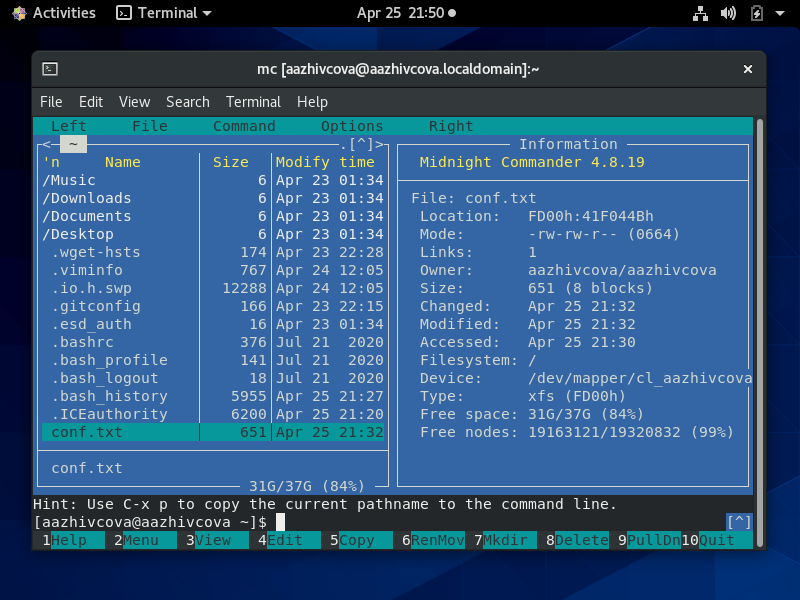 Activities Terminal Apr 25 21:50
mc [aazhivcova@aazhivcova.localdomain]:~ ×
File Edit View Search Terminal Help
Left File Command Options Right
<─ ~ ─.[^]> Information
'n Name Size Modify time Midnight Commander 4.8.19
/Music 6 Apr 23 01:34
/Downloads 6 Apr 23 01:34 File: conf.txt
/Documents 6 Apr 23 01:34 Location: FD00h:41F044Bh
/Desktop 6 Apr 23 01:34 Mode: -rw-rw-r-- (0664)
.wget-hsts 174 Apr 23 22:28 Links: 1
.viminfo 767 Apr 24 12:05 Owner: aazhivcova/aazhivcova
.io.h.swp 12288 Apr 24 12:05 Size: 651 (8 blocks)
.gitconfig 166 Apr 23 22:15 Changed: Apr 25 21:32
.esd_auth 16 Apr 23 01:34 Modified: Apr 25 21:32
.bashrc 376 Jul 21 2020 Accessed: Apr 25 21:30
.bash_profile 141 Jul 21 2020 Filesystem: /
.bash_logout 18 Jul 21 2020 Device: /dev/mapper/cl_aazhivcova
.bash_history 5955 Apr 25 21:27 Type: xfs (FD00h)
.ICEauthority 6200 Apr 25 21:20 Free space: 31G/37G (84%)
conf.txt 651 Apr 25 21:32 Free nodes: 19163121/19320832 (99%)
conf.txt
31G/37G (84%)
Hint: Use C-x p to copy the current pathname to the command line.
[aazhivcova@aazhivcova ~]$ [^]
1Help 2Menu 3View 4Edit 5Copy 6RenMov 7Mkdir 8Delete 9PullDn 10Quit